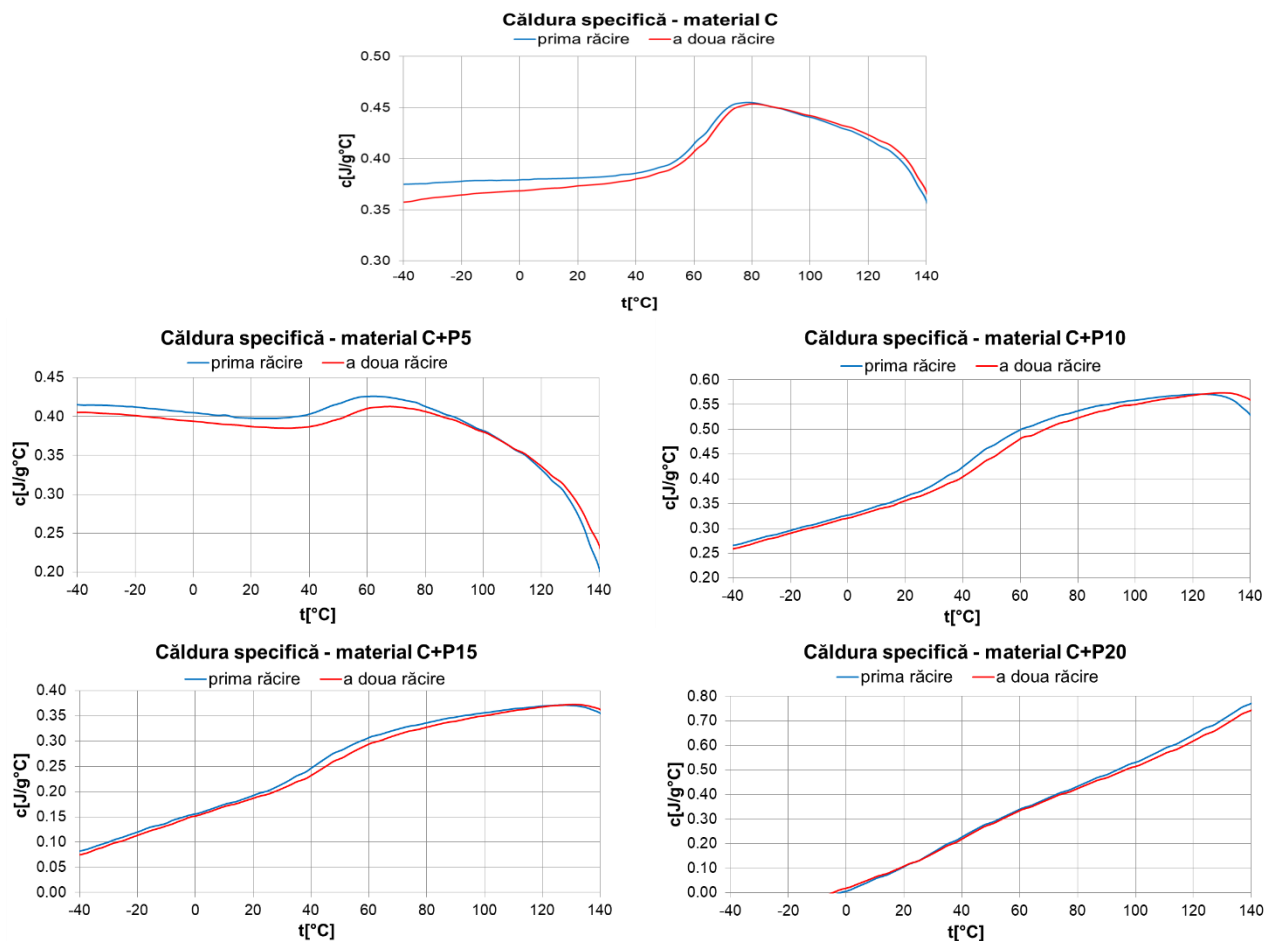 Căldura specifică - material C
prima răcire a doua răcire
0.50
0.45
0.40
0.35
0.30
c[J/g°C]
-40 -20 0 20 40 60 80 100 120 140
t[°C]
Căldura specifică - material C+P5
prima răcire a doua răcire
0.45
0.40
0.35
0.30
0.25
0.20
c[J/g°C]
-40 -20 0 20 40 60 80 100 120 140
t[°C]
Căldura specifică - material C+P10
prima răcire a doua răcire
0.60
0.55
0.50
0.45
0.40
0.35
0.30
0.25
0.20
c[J/g°C]
-40 -20 0 20 40 60 80 100 120 140
t[°C]
Căldura specifică - material C+P15
prima răcire a doua răcire
0.40
0.35
0.30
0.25
0.20
0.15
0.10
0.05
0.00
c[J/g°C]
-40 -20 0 20 40 60 80 100 120 140
t[°C]
Căldura specifică - material C+P20
prima răcire a doua răcire
0.80
0.70
0.60
0.50
0.40
0.30
0.20
0.10
0.00
c[J/g°C]
-40 -20 0 20 40 60 80 100 120 140
t[°C]